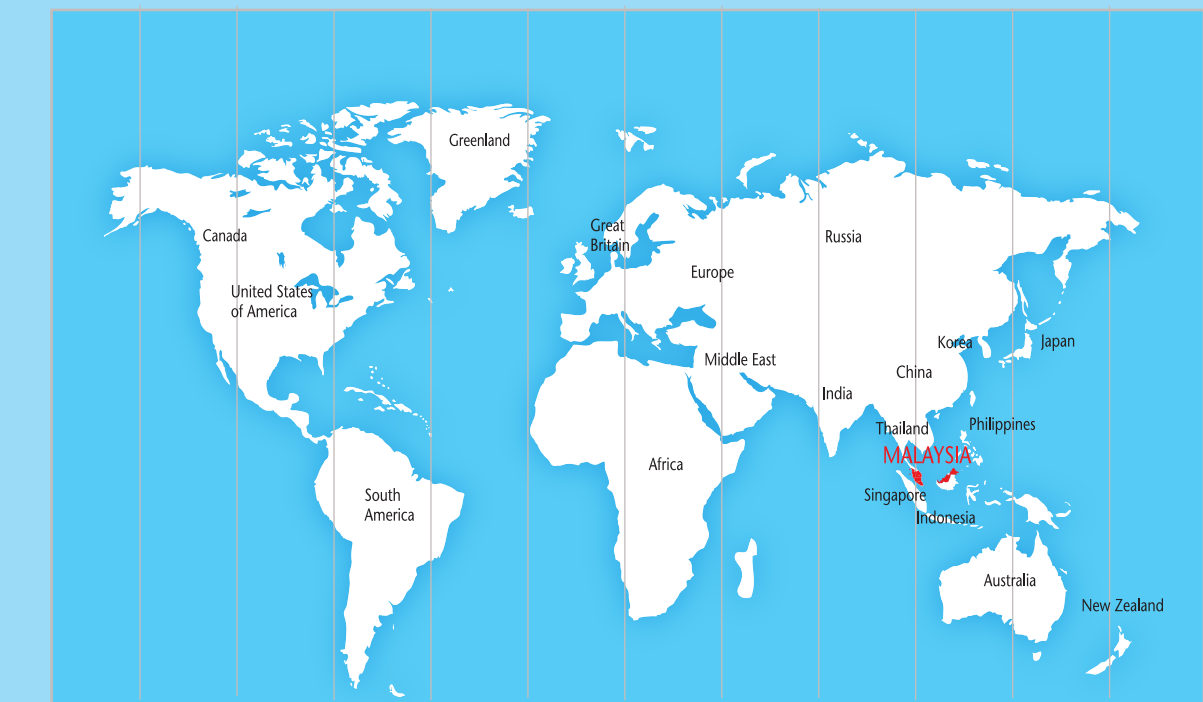 Greenland
Great
Britain
Canada
Russia
Europe
United States
of America
Korea
Japan
Middle East
China
India
Thailand
Philippines
MALAYSIA
Africa
South
America
Singapore
Indonesia
Australia
New Zealand